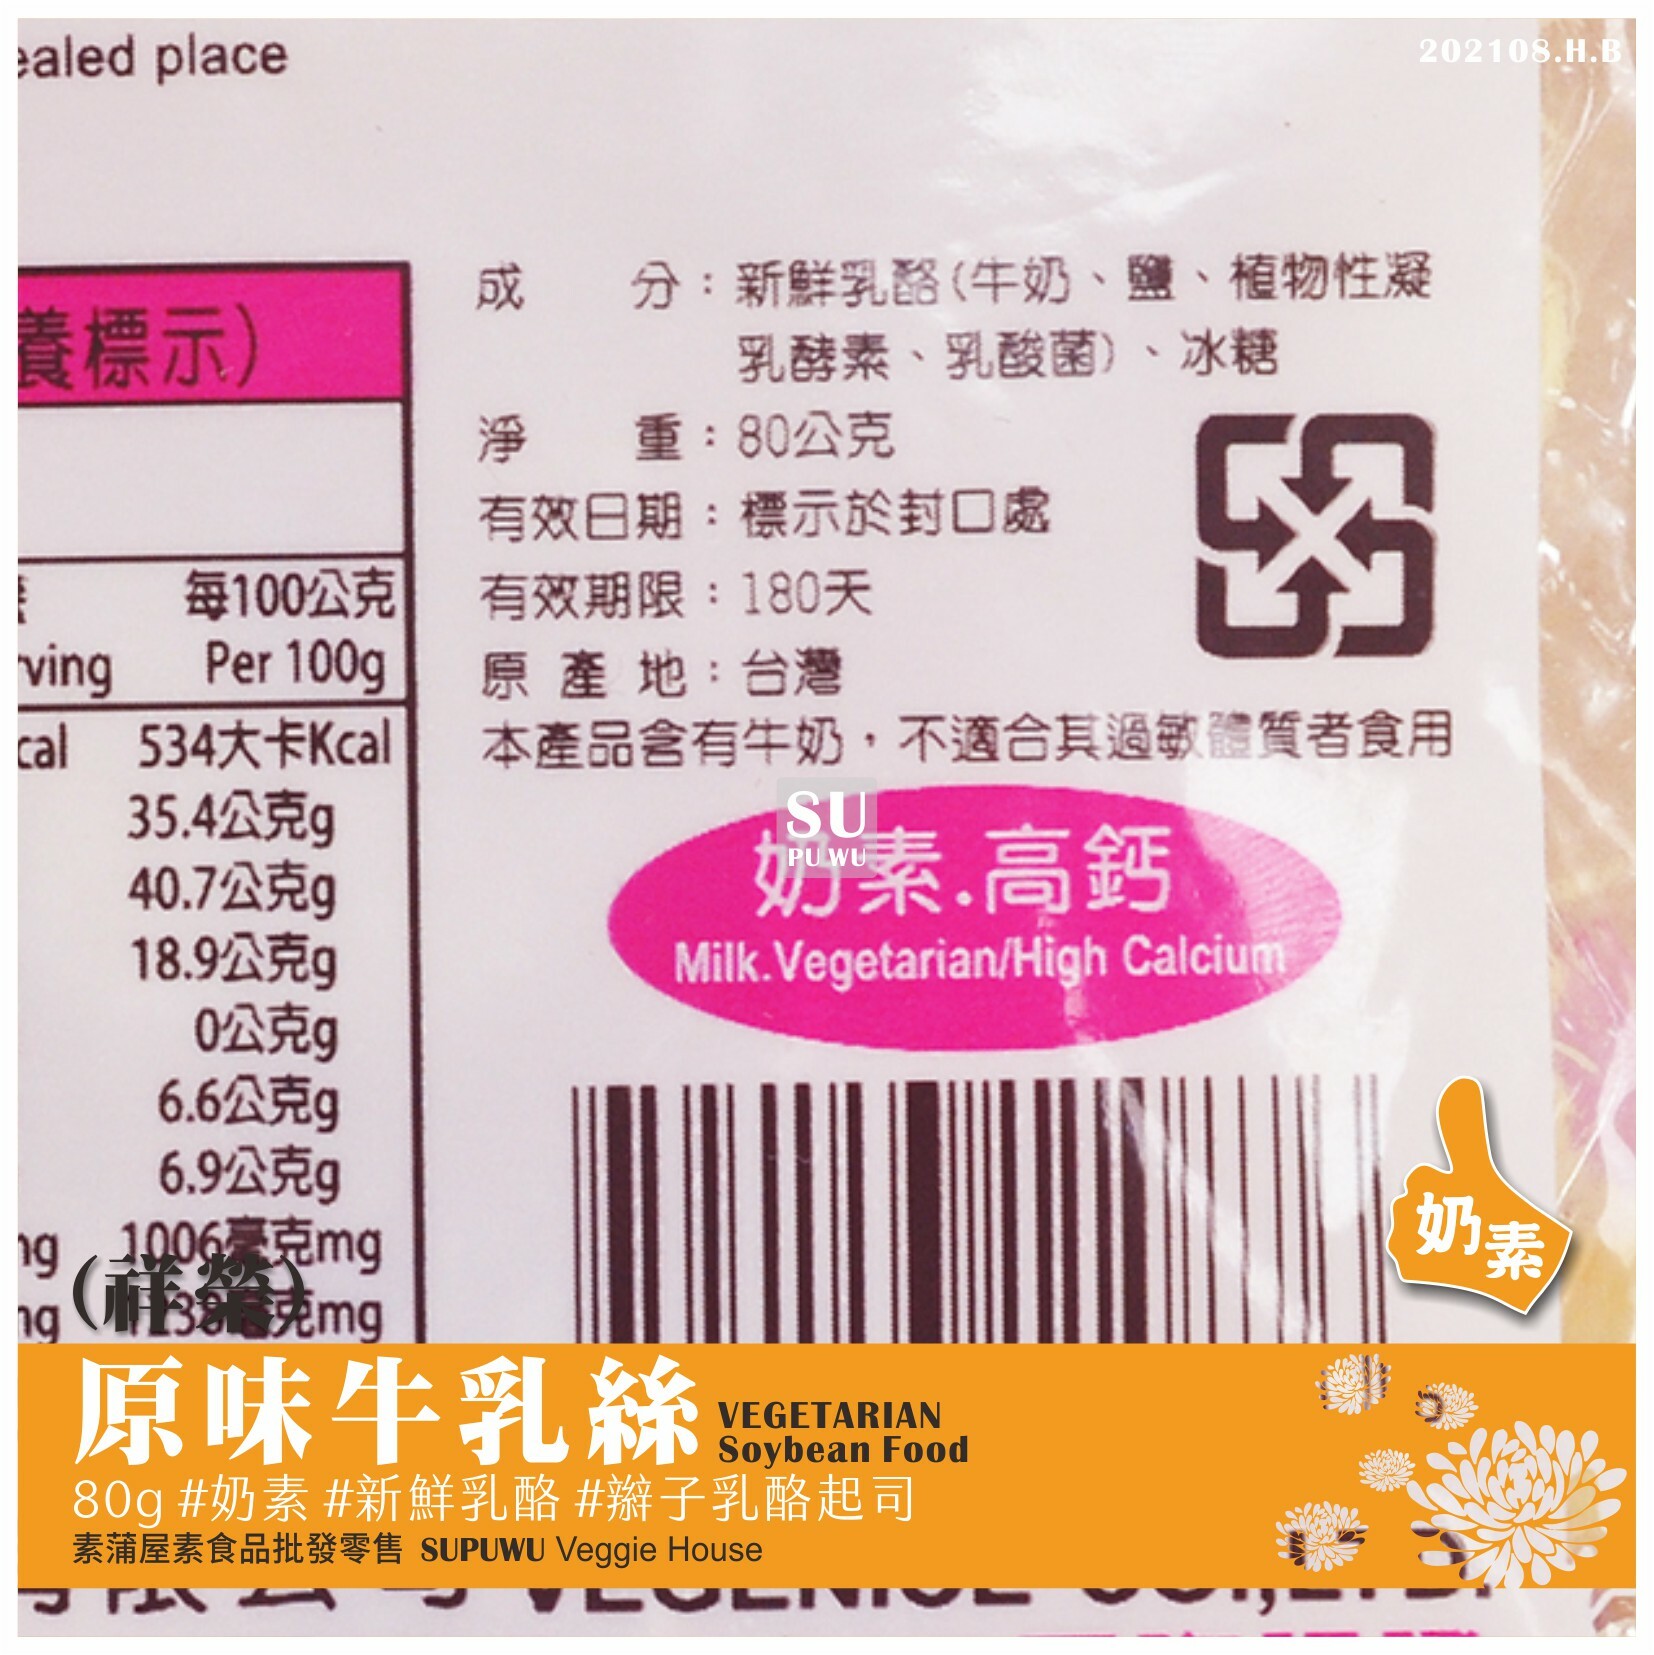 202108.H.B
ealed place
養標示)
每100公克
rving Per 100g
cal 534大卡Kcal
35.4公克g
40.7公克g
18.9公克g
0公克g
6.6公克g
6.9公克g
1006毫克mg
成 分：新鮮乳酪(牛奶、鹽、植物性凝
乳酵素、乳酸菌)、冰糖
淨 重：80公克
有效日期：標示於封口處
有效期限：180天
原 產 地：台灣
本產品含有牛奶，不適合其過敏體質者食用
SU
PU WU
奶素.高鈣
Milk.Vegetarian/High Calcium
奶素
(祥榮)
原味牛乳絲 VEGETARIAN
Soybean Food
80g #奶素 #新鮮乳酪 #辮子乳酪起司
素蒲屋素食品批發零售 SUPUWU Veggie House